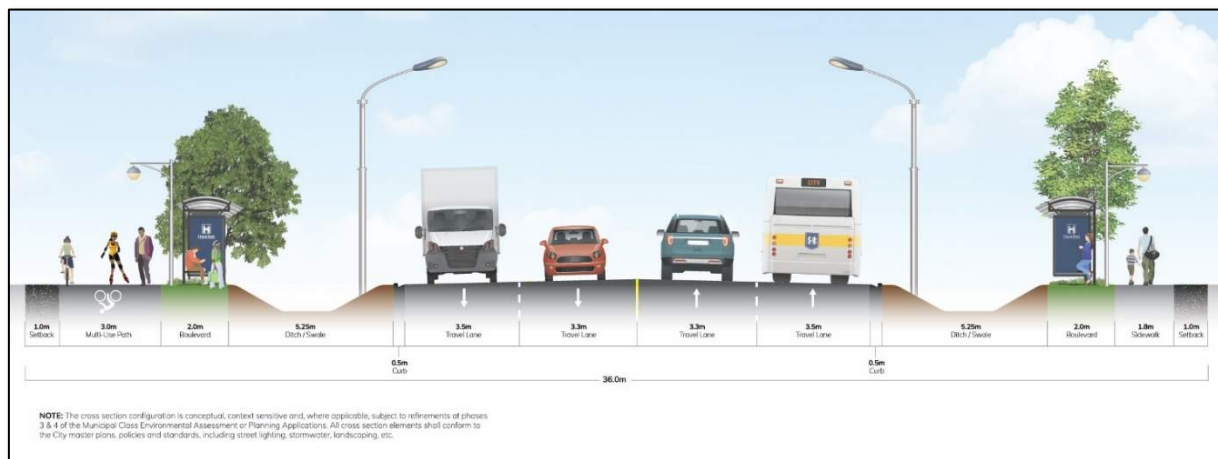 CITY
Hamilton
Hamilton
1.0m
Setback
3.0m
Multi-Use Path
2.0m
Boulevard
5.25m
Ditch / Swale
3.5m
Travel Lane
3.3m
Travel Lane
3.3m
Travel Lane
3.5m
Travel Lane
5.25m
Ditch / Swale
2.0m
Boulevard
1.8m
Sidewalk
1.0m
Setback
0.5m
Curb
0.5m
Curb
36.0m
NOTE: The cross section configuration is conceptual, context sensitive and, where applicable, subject to refinements of phases
3 & 4 of the Municipal Class Environmental Assessment or Planning Applications. All cross section elements shall conform to
the City master plans, policies and standards, including street lighting, stormwater, landscaping, etc.